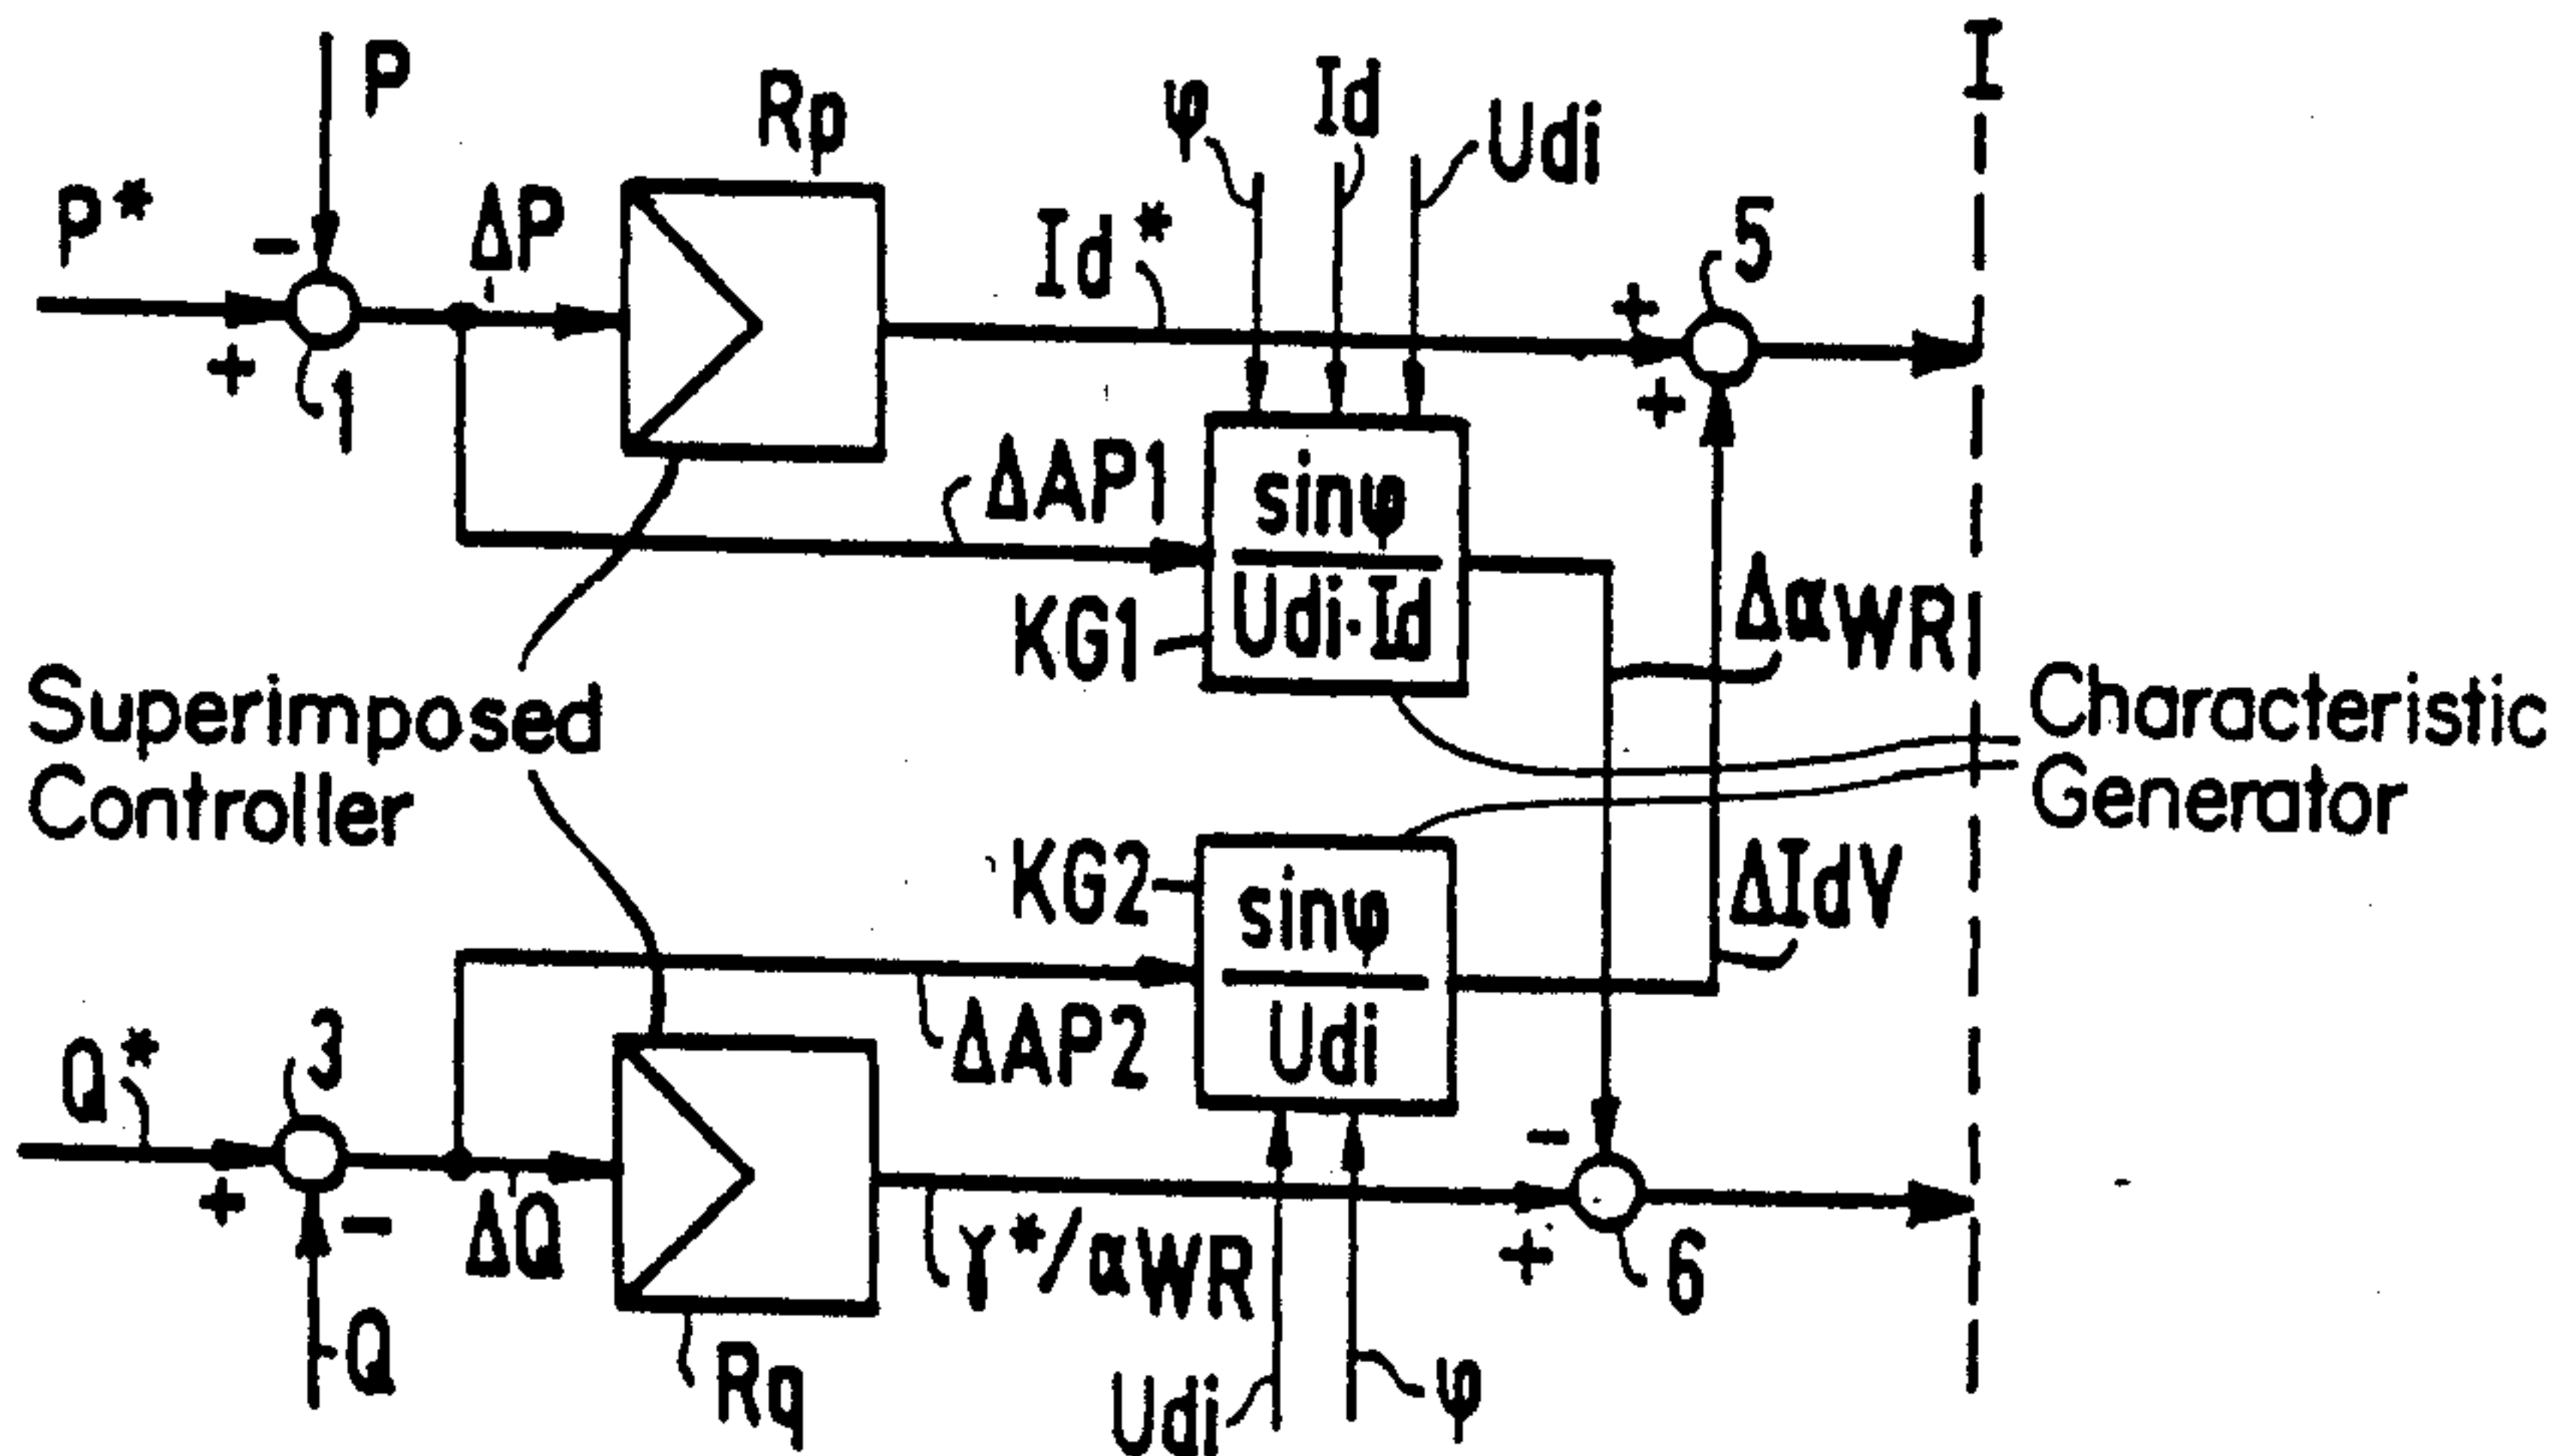 P
P*
-
+
1
ΔP
Rp
Id*
φ
Id
Udi
+
+
5
I
ΔAP1
KG1
sinφ
Udi·Id
ΔαWR
Superimposed
Controller
Characteristic
Generator
KG2
sinφ
Udi
ΔIdV
ΔAP2
Q*
3
+
-
Q
ΔQ
Rq
γ*/αWR
Udi
φ
-
+
6